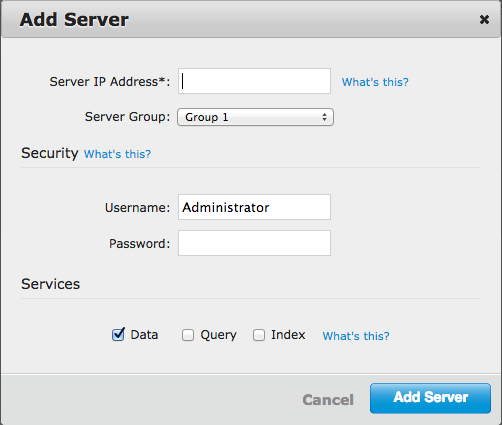 Add Server
Server IP Address*: What's this?
Server Group: Group 1
Security What's this?
Username: Administrator
Password:
Services
Data Query Index What's this?
Cancel Add Server